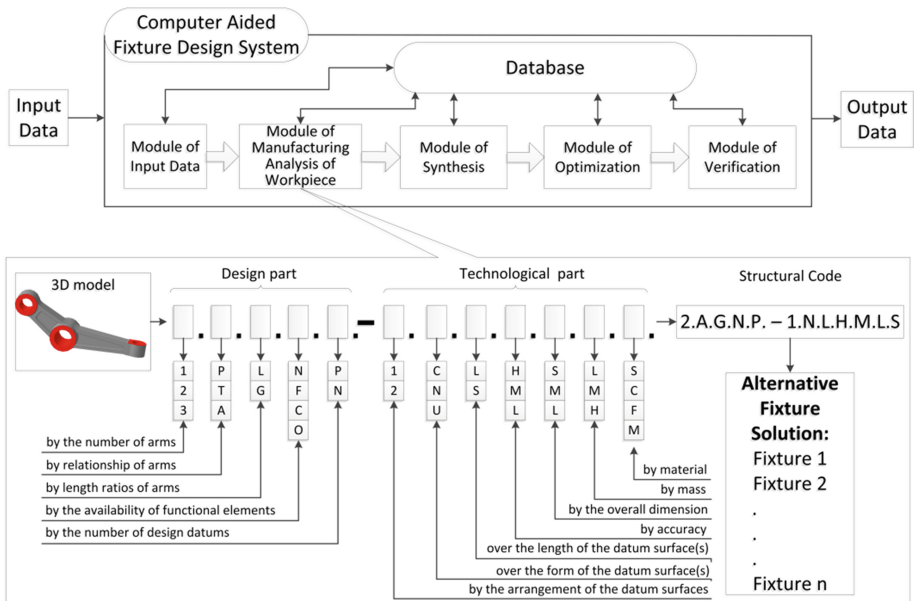 Computer Aided
Fixture Design System
Database
Input
Data
Module of
Input Data
Module of
Manufacturing
Analysis of
Workpiece
Module of
Synthesis
Module of
Optimization
Module of
Verification
Output
Data
Design part
Technological part
Structural Code
3D model
. . . . – . . . . . . .
2.A.G.N.P. – 1.N.L.H.M.L.S
1 P L N P 1 C L H S L S
2 T G F N 2 N S M M M C
3 A C U L L H F
O M
by the number of arms
by relationship of arms
by length ratios of arms
by the availability of functional elements
by the number of design datums
by material
by mass
by the overall dimension
by accuracy
over the length of the datum surface(s)
over the form of the datum surface(s)
by the arrangement of the datum surfaces
Alternative
Fixture
Solution:
Fixture 1
Fixture 2
.
.
.
Fixture n